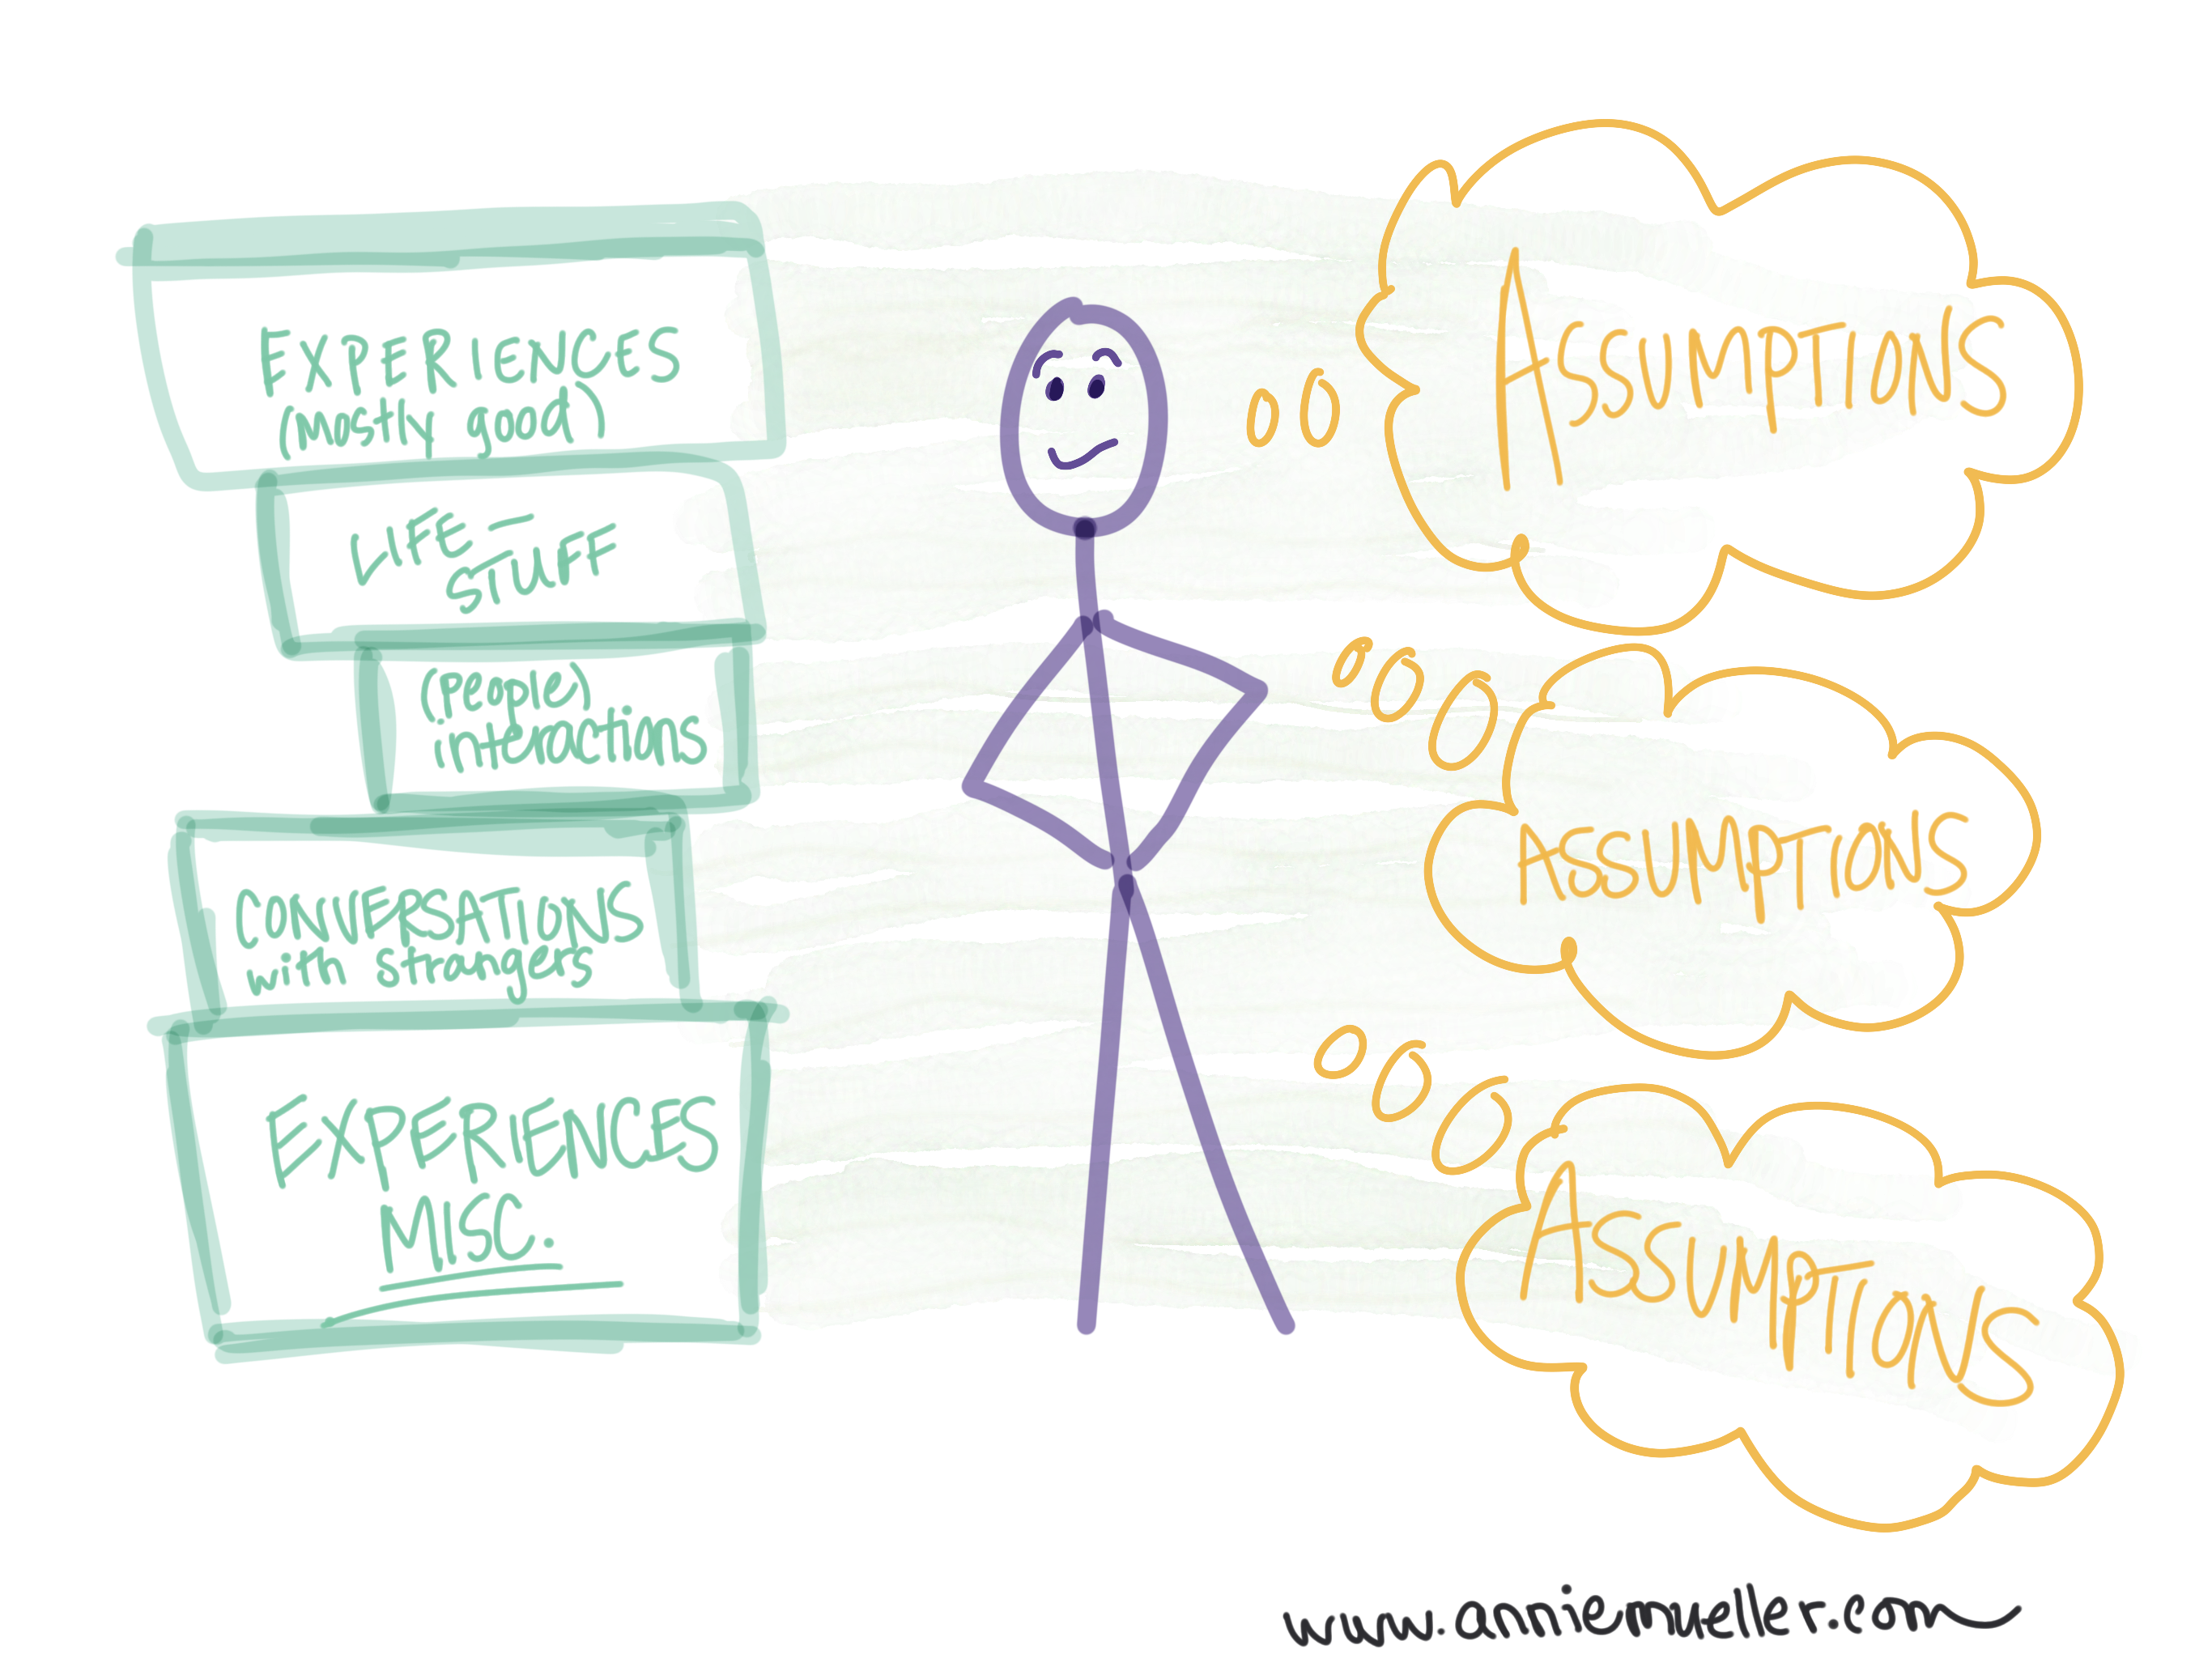 EXPERIENCES
(mostly good)
LIFE -
STUFF
(people)
interactions
CONVERSATIONS
with strangers
EXPERIENCES
MISC.
ASSUMPTIONS
ASSUMPTIONS
ASSUMPTIONS
www.anniemueller.com